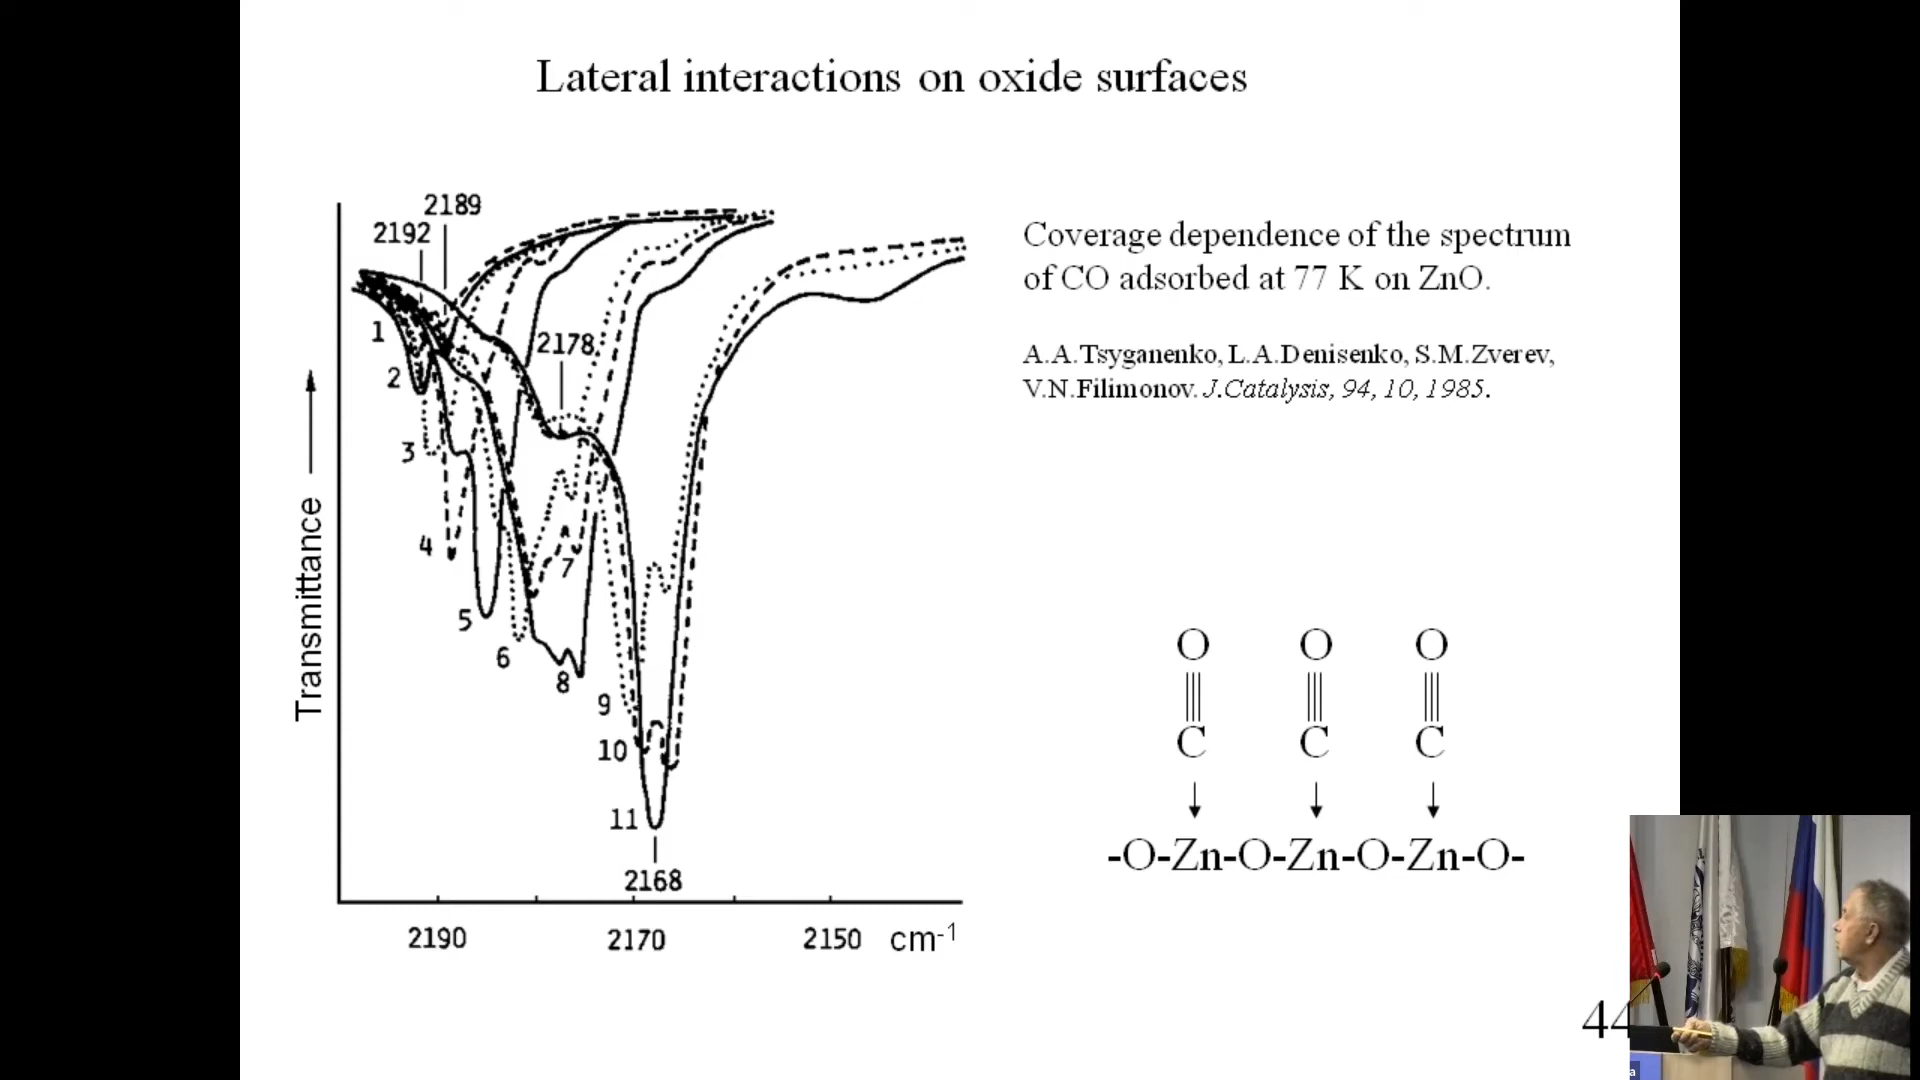 Lateral interactions on oxide surfaces
2189
2192
2178
1
2
3
4
5
6
7
8
9
10
11
2168
Transmittance
2190 2170 2150 cm-1
Coverage dependence of the spectrum
of CO adsorbed at 77 K on ZnO.
A.A.Tsyganenko, L.A.Denisenko, S.M.Zverev,
V.N.Filimonov. J.Catalysis, 94, 10, 1985.
O O O
C C C
-O-Zn-O-Zn-O-Zn-O-
44
a